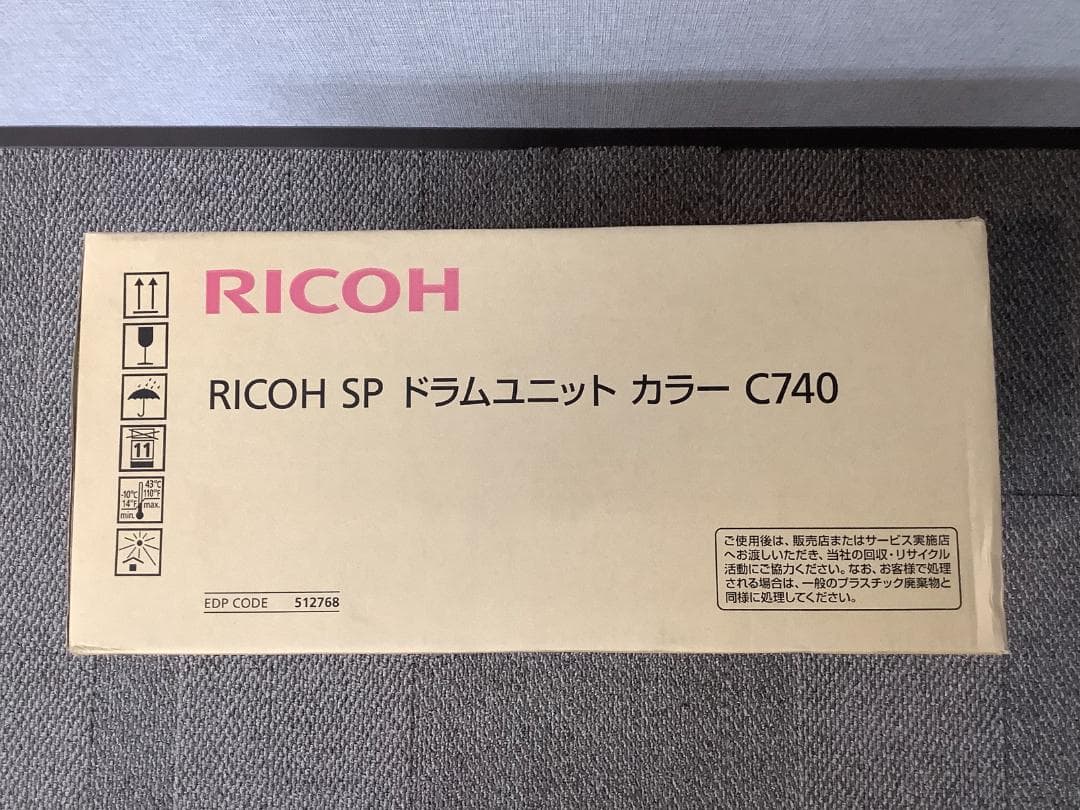 RICOH
RICOH SP ドラムユニット カラー C740
11
-10°C 43°C
14°F 110°F
min. max.
EDP CODE 512768
ご使用後は、販売店またはサービス実施店
へお渡しいただき、当社の回収・リサイクル
活動にご協力ください。なお、お客様で処理
される場合は、一般のプラスチック廃棄物と
同様に処理してください。